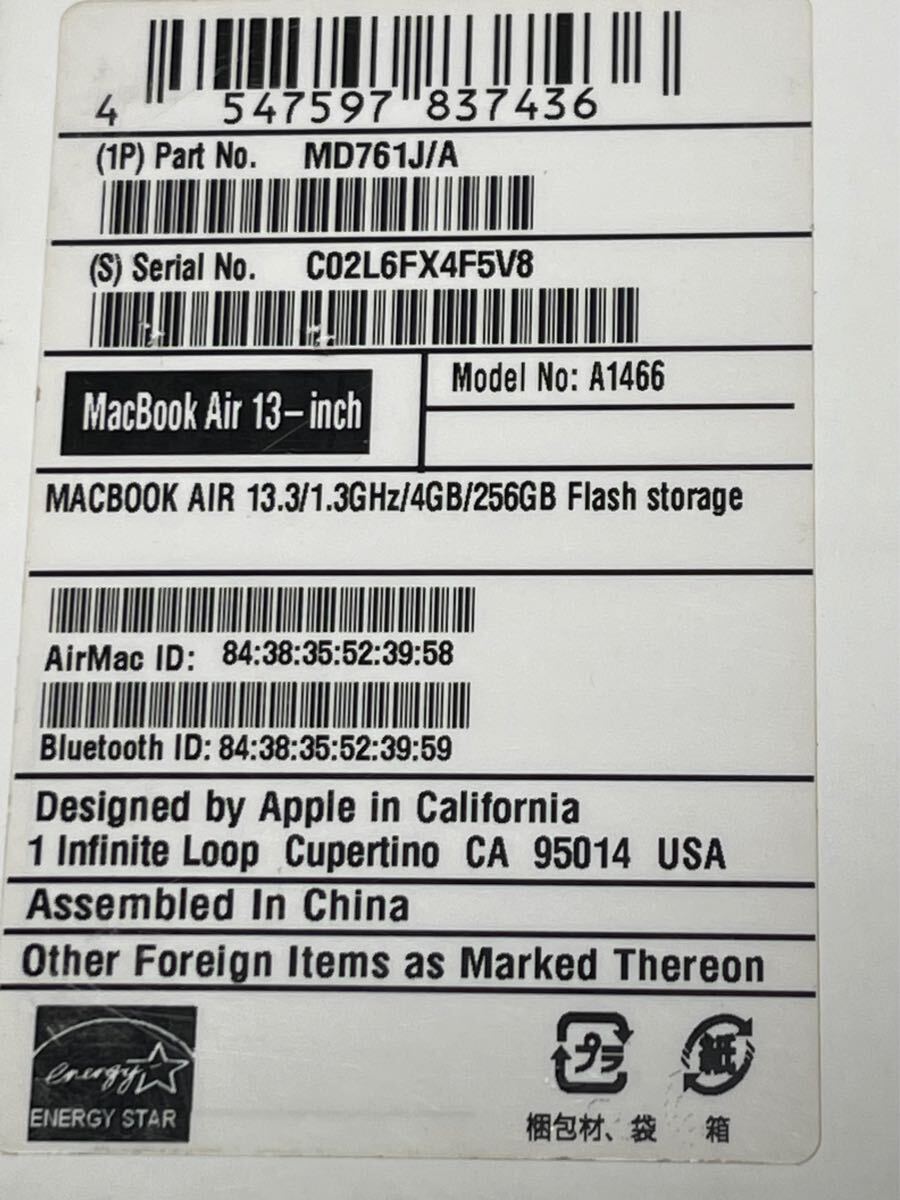 4 547597 837436
(1P) Part No. MD761J/A
(S) Serial No. C02L6FX4F5V8
MacBook Air 13-inch
Model No: A1466
MACBOOK AIR 13.3/1.3GHz/4GB/256GB Flash storage
AirMac ID: 84:38:35:52:39:58
Bluetooth ID: 84:38:35:52:39:59
Designed by Apple in California
1 Infinite Loop Cupertino CA 95014 USA
Assembled In China
Other Foreign Items as Marked Thereon
energy
ENERGY STAR
プラ
紙
梱包材、袋
箱